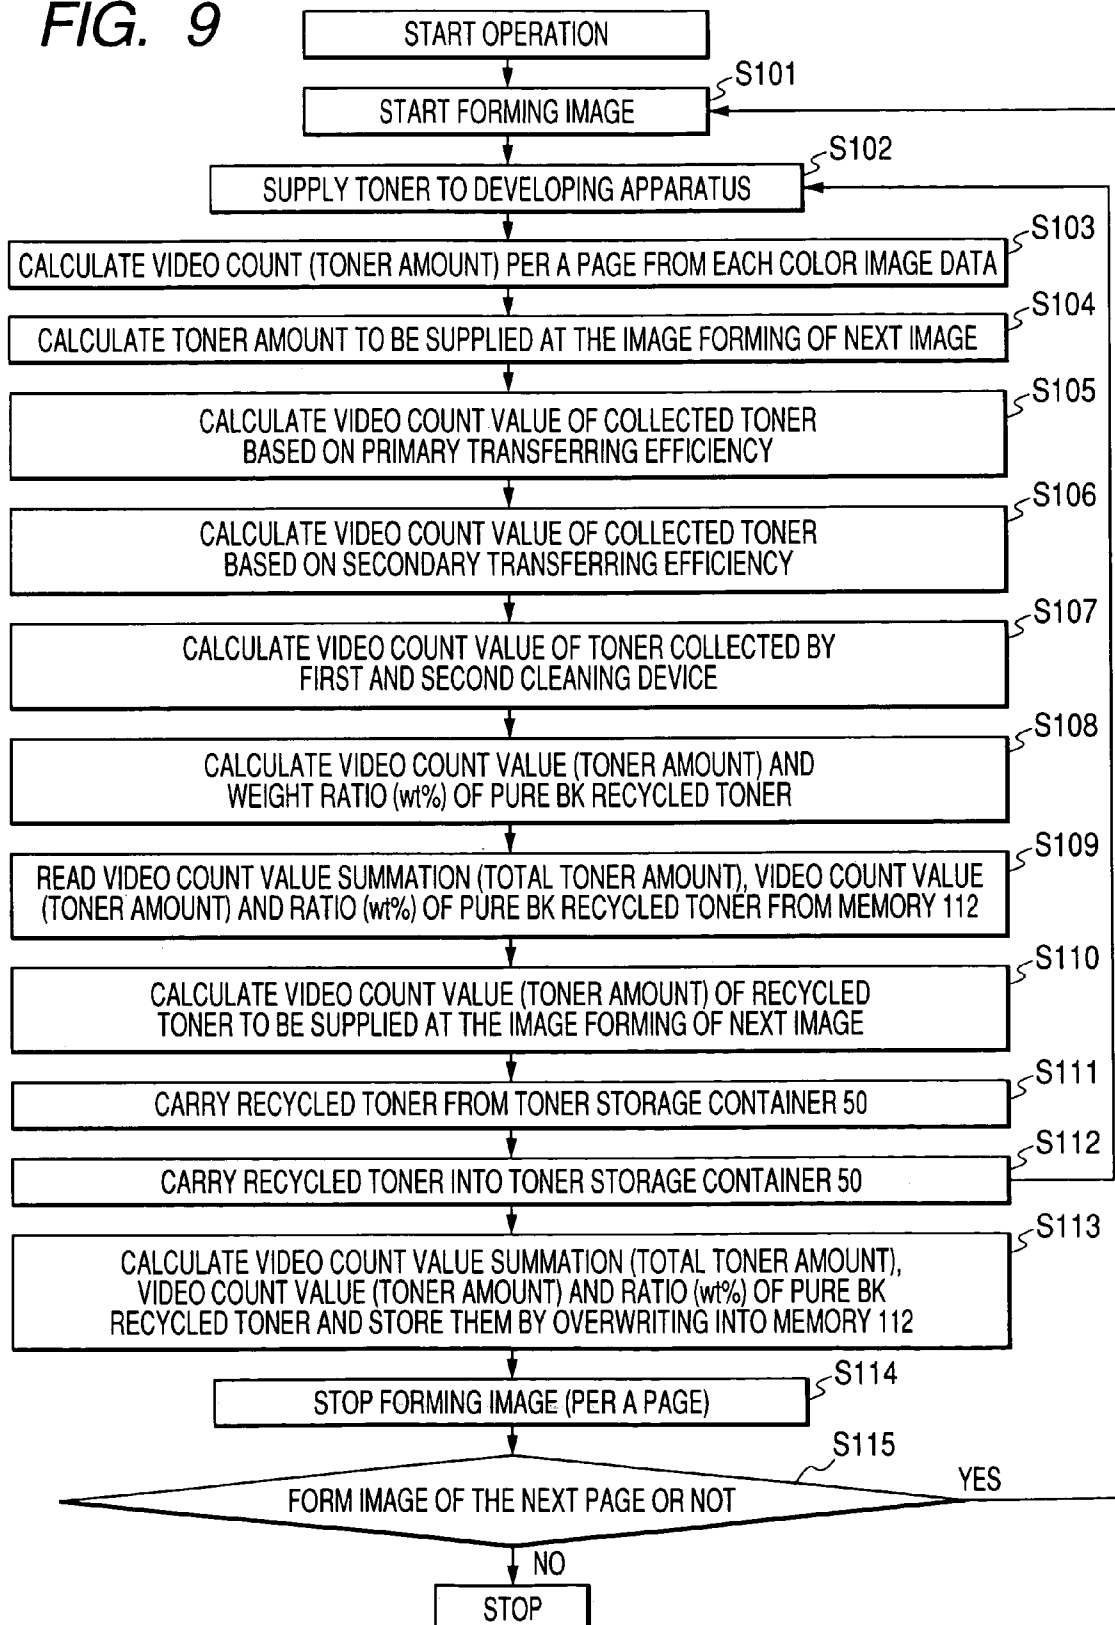 FIG. 9
START OPERATION
S101
START FORMING IMAGE
S102
SUPPLY TONER TO DEVELOPING APPARATUS
S103
CALCULATE VIDEO COUNT (TONER AMOUNT) PER A PAGE FROM EACH COLOR IMAGE DATA
S104
CALCULATE TONER AMOUNT TO BE SUPPLIED AT THE IMAGE FORMING OF NEXT IMAGE
S105
CALCULATE VIDEO COUNT VALUE OF COLLECTED TONER
BASED ON PRIMARY TRANSFERRING EFFICIENCY
S106
CALCULATE VIDEO COUNT VALUE OF COLLECTED TONER
BASED ON SECONDARY TRANSFERRING EFFICIENCY
S107
CALCULATE VIDEO COUNT VALUE OF TONER COLLECTED BY
FIRST AND SECOND CLEANING DEVICE
S108
CALCULATE VIDEO COUNT VALUE (TONER AMOUNT) AND
WEIGHT RATIO (wt%) OF PURE BK RECYCLED TONER
S109
READ VIDEO COUNT VALUE SUMMATION (TOTAL TONER AMOUNT), VIDEO COUNT VALUE
(TONER AMOUNT) AND RATIO (wt%) OF PURE BK RECYCLED TONER FROM MEMORY 112
S110
CALCULATE VIDEO COUNT VALUE (TONER AMOUNT) OF RECYCLED
TONER TO BE SUPPLIED AT THE IMAGE FORMING OF NEXT IMAGE
S111
CARRY RECYCLED TONER FROM TONER STORAGE CONTAINER 50
S112
CARRY RECYCLED TONER INTO TONER STORAGE CONTAINER 50
S113
CALCULATE VIDEO COUNT VALUE SUMMATION (TOTAL TONER AMOUNT),
VIDEO COUNT VALUE (TONER AMOUNT) AND RATIO (wt%) OF PURE BK
RECYCLED TONER AND STORE THEM BY OVERWRITING INTO MEMORY 112
S114
STOP FORMING IMAGE (PER A PAGE)
S115
FORM IMAGE OF THE NEXT PAGE OR NOT
YES
NO
STOP